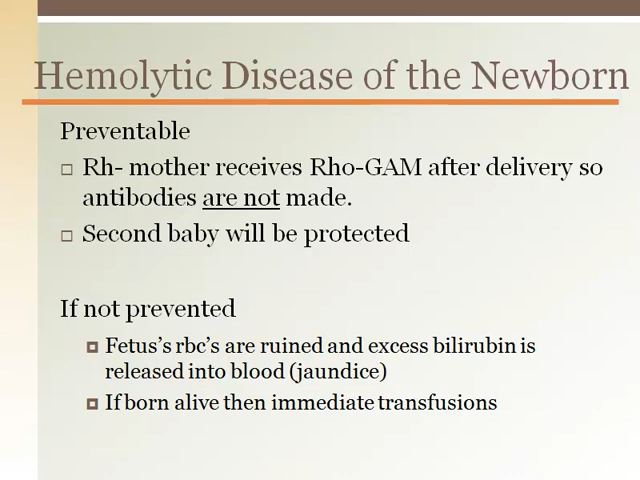 Hemolytic Disease of the Newborn
Preventable
Rh- mother receives Rho-GAM after delivery so
antibodies are not made.
Second baby will be protected
If not prevented
Fetus's rbc's are ruined and excess bilirubin is
released into blood (jaundice)
If born alive then immediate transfusions